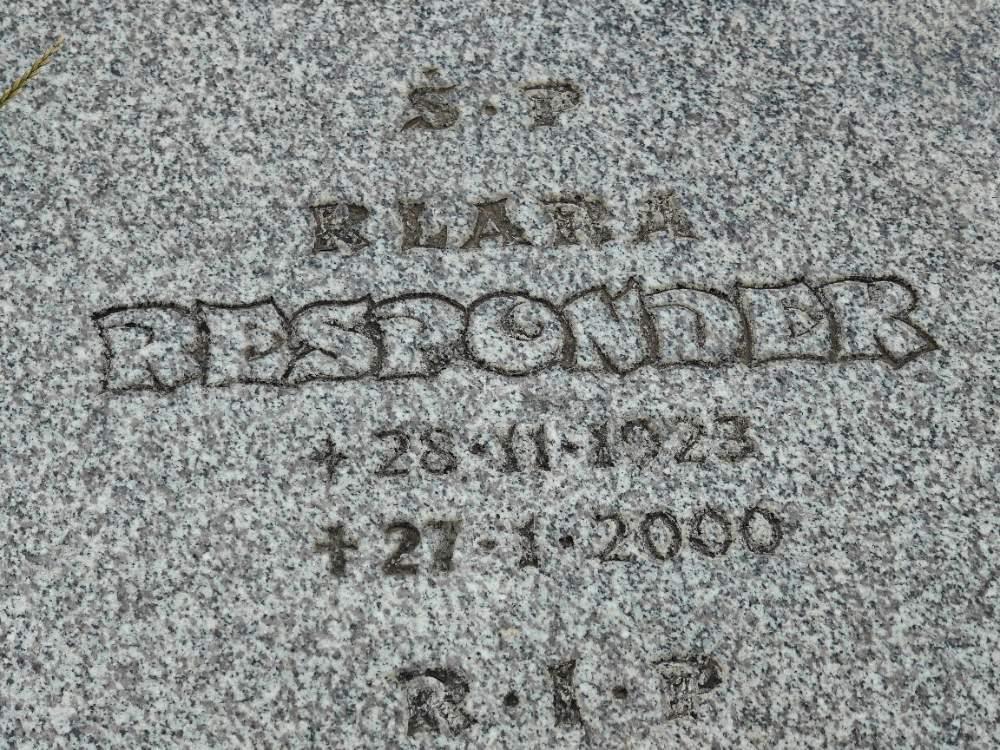 Ś·P
KLARA
RESPONDER
+ 28·11·1923
✝ 27·1·2000
R·I·P